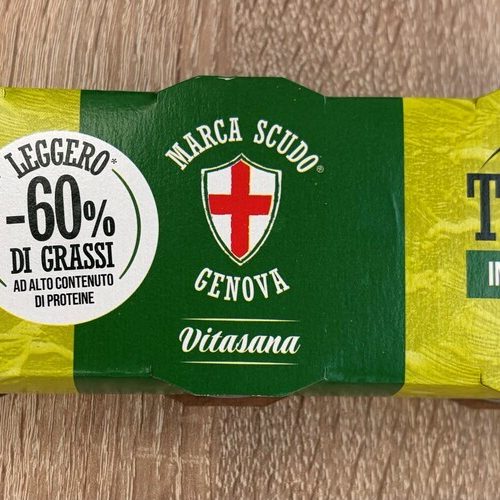 LEGGERO*
-60%
DI GRASSI
AD ALTO CONTENUTO
DI PROTEINE
MARCA SCUDO®
GENOVA
Vitasana